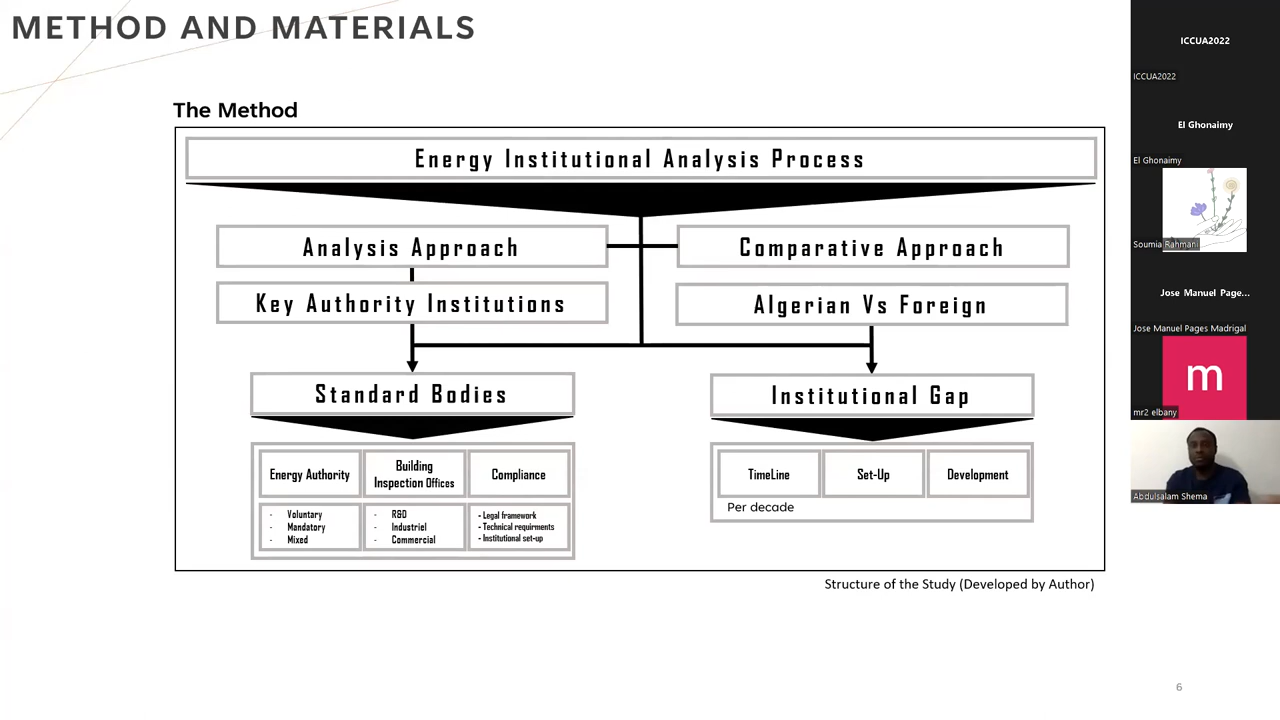 METHOD AND MATERIALS
The Method
Energy Institutional Analysis Process
Analysis Approach
Comparative Approach
Key Authority Institutions
Algerian Vs Foreign
Standard Bodies
Institutional Gap
Energy Authority
Building
Inspection Offices
Compliance
- Voluntary
- Mandatory
- Mixed
- R&D
- Industriel
- Commercial
- Legal framework
- Technical requirments
- Institutional set-up
TimeLine
Set-Up
Development
Per decade
Structure of the Study (Developed by Author)
6
ICCUA2022
ICCUA2022
El Ghonaimy
El Ghonaimy
Soumia Rahmani
Jose Manuel Page...
Jose Manuel Pages Madrigal
m
mr2 elbany
Abdulsalam Shema